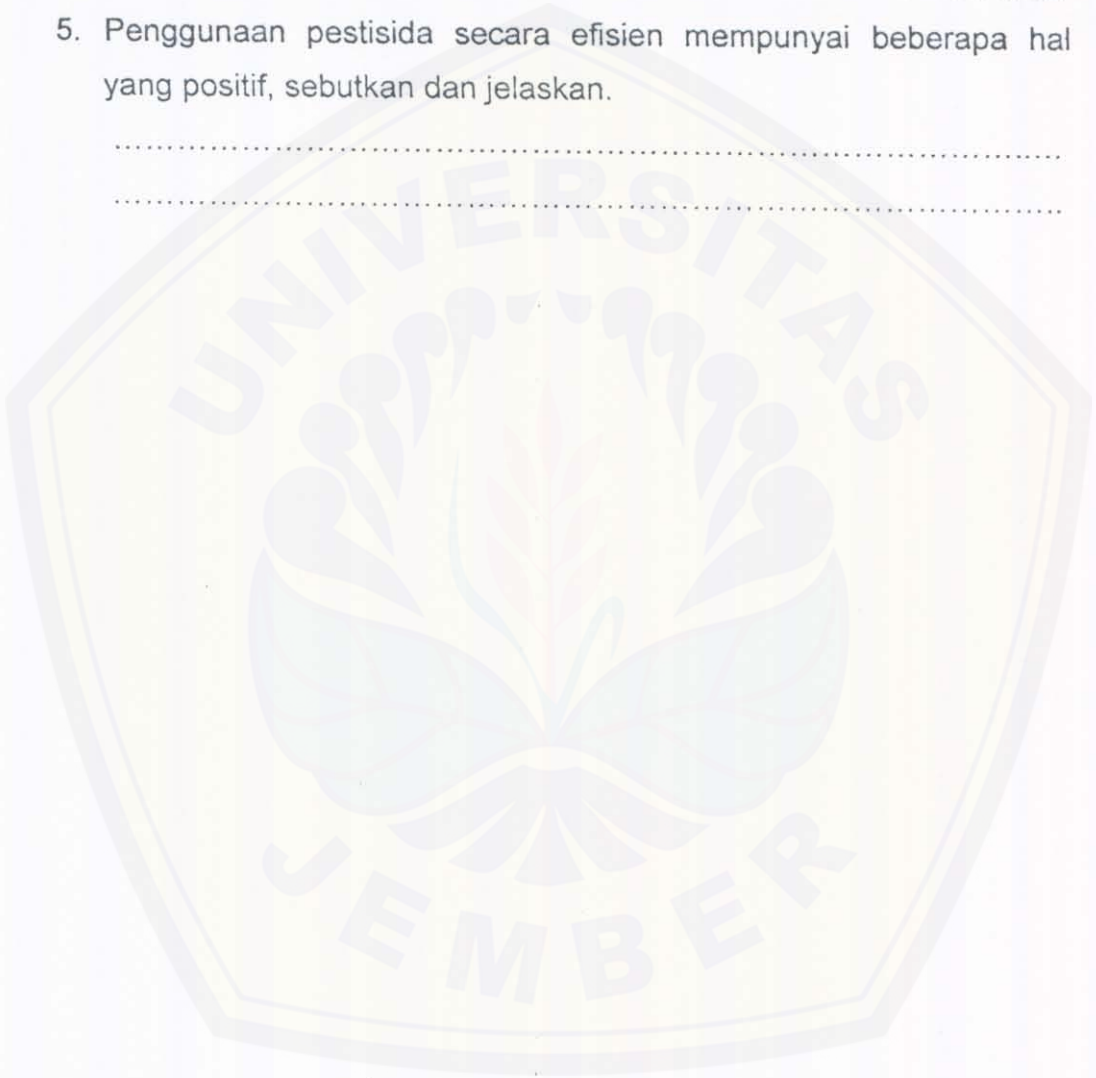 5. Penggunaan pestisida secara efisien mempunyai beberapa hal
yang positif, sebutkan dan jelaskan.
................................................................................
................................................................................
UNIVERSITAS
JEMBER